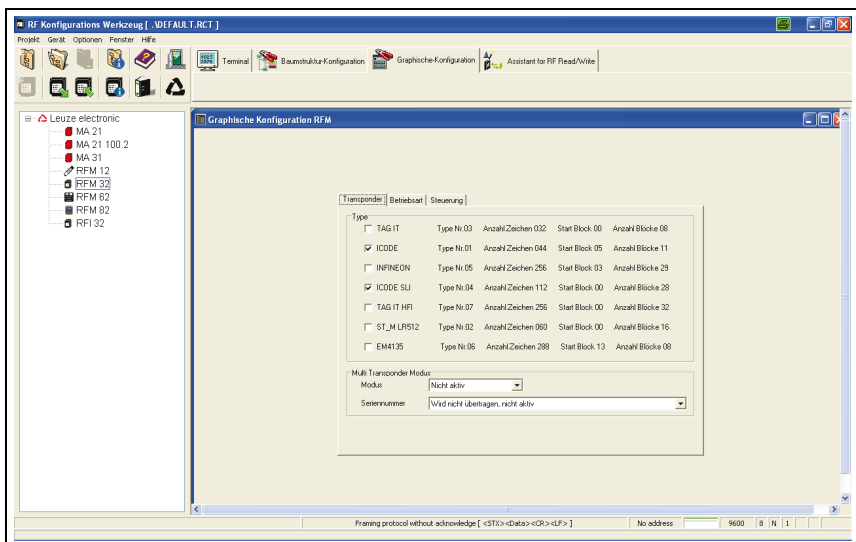 RF Konfigurations Werkzeug [ .\DEFAULT.RCT ]
Projekt Gerät Optionen Fenster Hilfe
Terminal
Baumstruktur-Konfiguration
Graphische-Konfiguration
Assistant for RF Read/Write
Leuze electronic
MA 21
MA 21 100.2
MA 31
RFM 12
RFM 32
RFM 62
RFM 82
RFI 32
Graphische Konfiguration RFM
Transponder Betriebsart Steuerung
Type
TAG IT Type Nr.03 Anzahl Zeichen 032 Start Block 00 Anzahl Blöcke 08
ICODE Type Nr.01 Anzahl Zeichen 044 Start Block 05 Anzahl Blöcke 11
INFINEON Type Nr.05 Anzahl Zeichen 256 Start Block 03 Anzahl Blöcke 29
ICODE SLI Type Nr.04 Anzahl Zeichen 112 Start Block 00 Anzahl Blöcke 28
TAG IT HFI Type Nr.07 Anzahl Zeichen 256 Start Block 00 Anzahl Blöcke 32
ST_M LR512 Type Nr.02 Anzahl Zeichen 060 Start Block 00 Anzahl Blöcke 16
EM4135 Type Nr.06 Anzahl Zeichen 288 Start Block 13 Anzahl Blöcke 08
Multi Transponder Modus
Modus Nicht aktiv
Seriennummer Wird nicht übertragen, nicht aktiv
Framing protocol without acknowledge [ <STX><Data><CR><LF> ] No address 9600 8 N 1